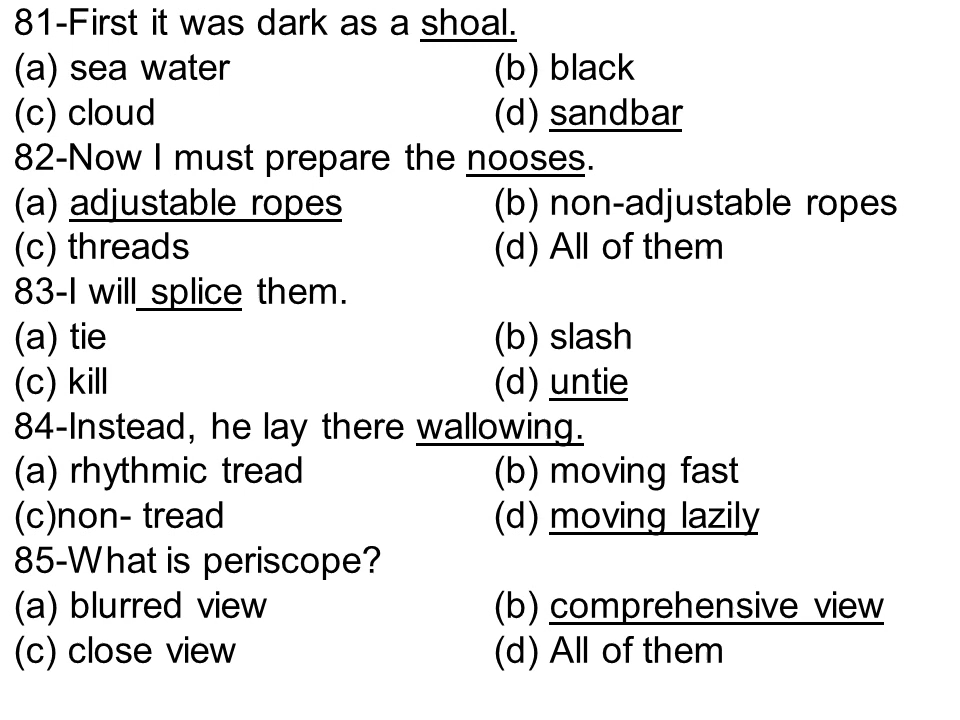 81-First it was dark as a shoal.
(a) sea water (b) black
(c) cloud (d) sandbar
82-Now I must prepare the nooses.
(a) adjustable ropes (b) non-adjustable ropes
(c) threads (d) All of them
83-I will splice them.
(a) tie (b) slash
(c) kill (d) untie
84-Instead, he lay there wallowing.
(a) rhythmic tread (b) moving fast
(c)non- tread (d) moving lazily
85-What is periscope?
(a) blurred view (b) comprehensive view
(c) close view (d) All of them